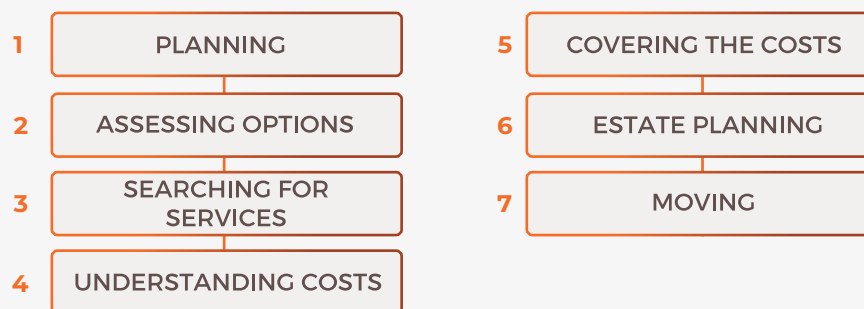 1 PLANNING
2 ASSESSING OPTIONS
3 SEARCHING FOR
SERVICES
4 UNDERSTANDING COSTS
5 COVERING THE COSTS
6 ESTATE PLANNING
7 MOVING